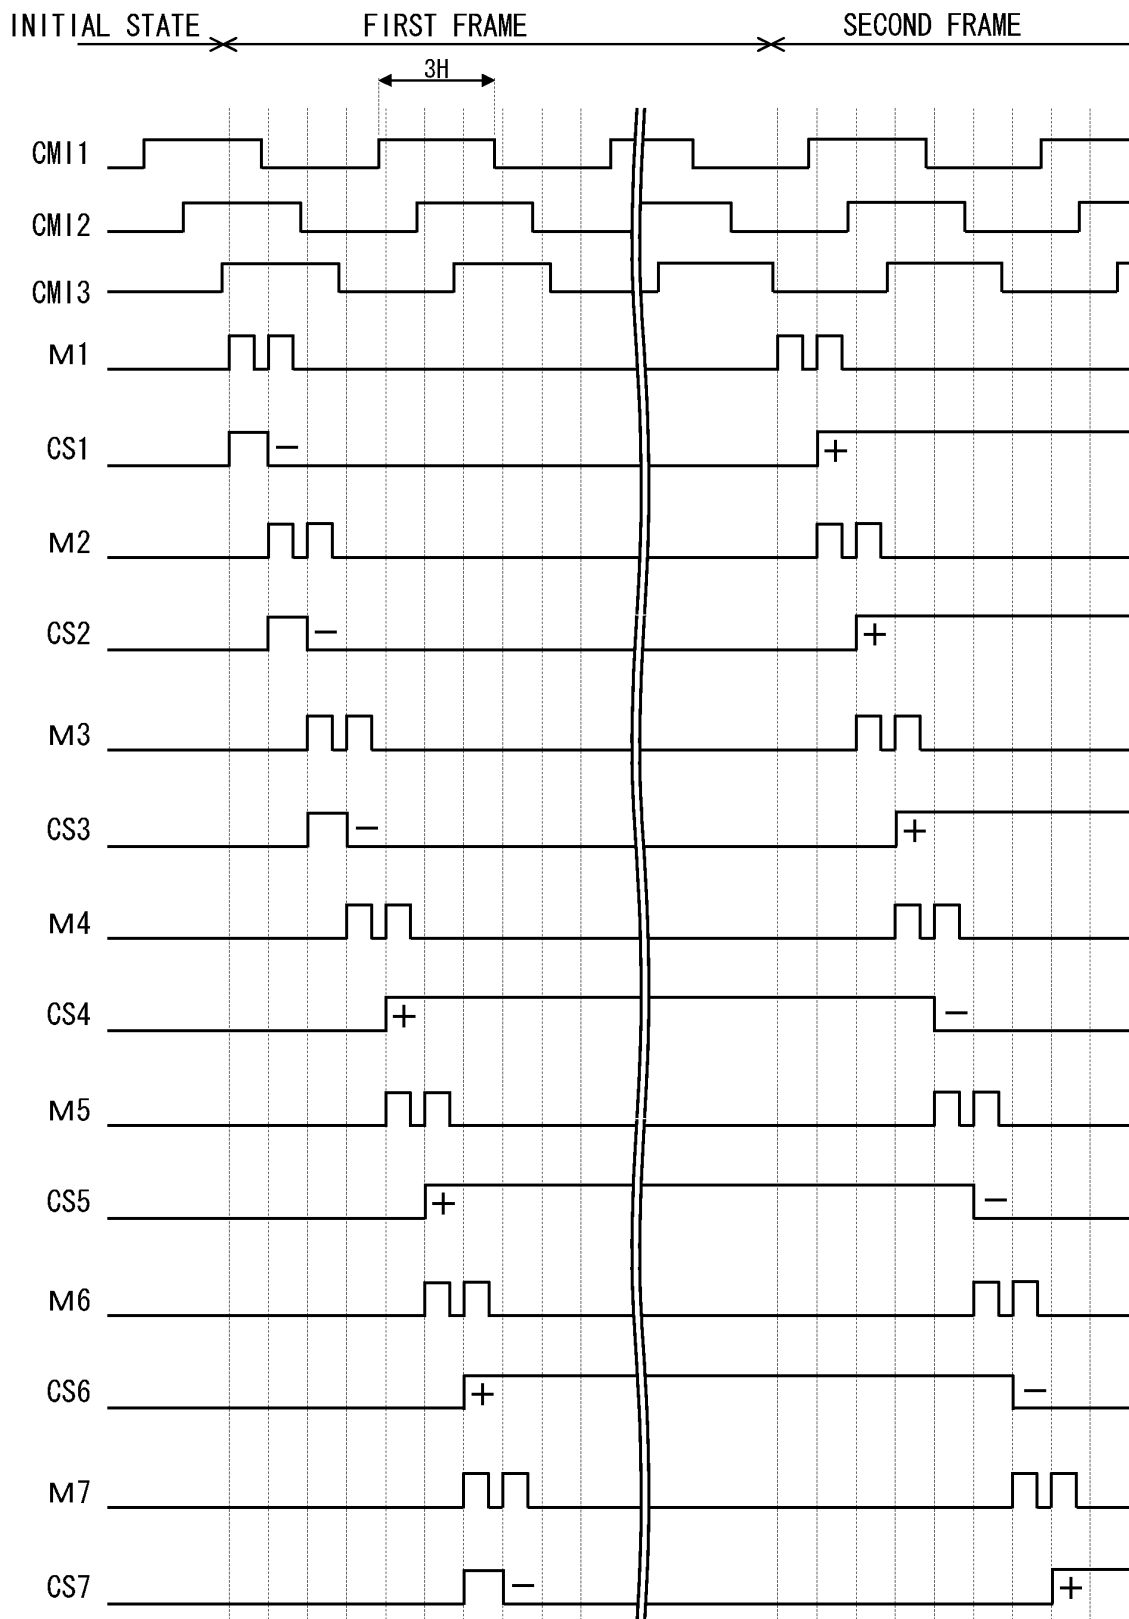 INITIAL STATE FIRST FRAME SECOND FRAME
3H
CMI1
CMI2
CMI3
M1
CS1 − +
M2
CS2 − +
M3
CS3 − +
M4
CS4 + −
M5
CS5 + −
M6
CS6 + −
M7
CS7 − +